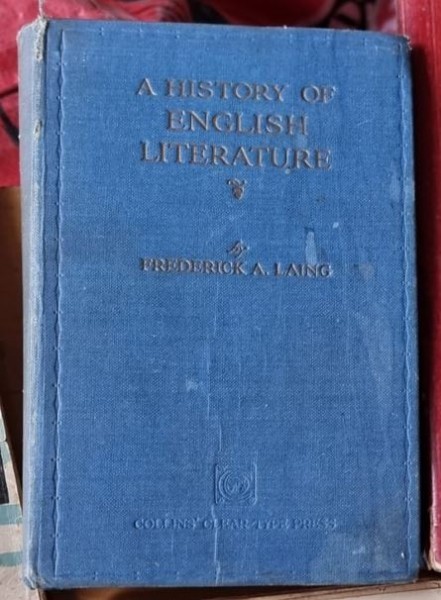 A HISTORY OF
ENGLISH
LITERATURE
by
FREDERICK A. LAING
COLLINS' CLEAR-TYPE PRESS